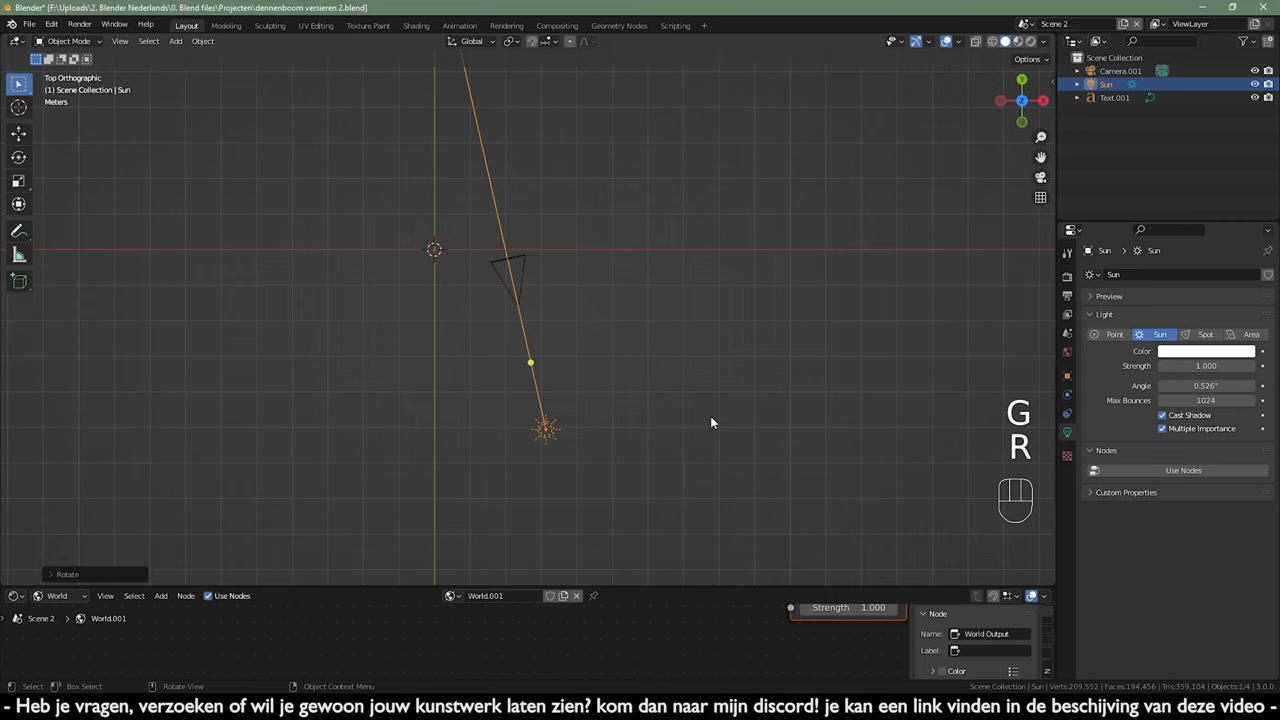 Blender* [F:\Uploads\2. Blender Nederlands\0. Blend files\Projecten\dennenboom versieren 2.blend]
File Edit Render Window Help Layout Modeling Sculpting UV Editing Texture Paint Shading Animation Rendering Compositing Geometry Nodes Scripting + Scene 2 ViewLayer
Object Mode View Select Add Object Global
Options
Top Orthographic
(1) Scene Collection | Sun
Meters
Y
Z
X
Scene Collection
Camera.001
Sun
Text.001
Sun Sun
Sun
Preview
Light
Point Sun Spot Area
Color
Strength 1.000
Angle 0.526°
Max Bounces 1024
Cast Shadow
Multiple Importance
Nodes
Use Nodes
Custom Properties
G
R
Rotate
World View Select Add Node Use Nodes World.001
Scene 2 World.001
Strength 1.000
Node
Name: World Output
Label:
Color
Select Box Select Rotate View Object Context Menu
Scene Collection | Sun | Verts:209,552 | Faces:194,456 | Tris:359,104 | Objects:1/4 | 3.0.0
- Heb je vragen, verzoeken of wil je gewoon jouw kunstwerk laten zien? kom dan naar mijn discord! je kan een link vinden in de beschrijving van deze video -